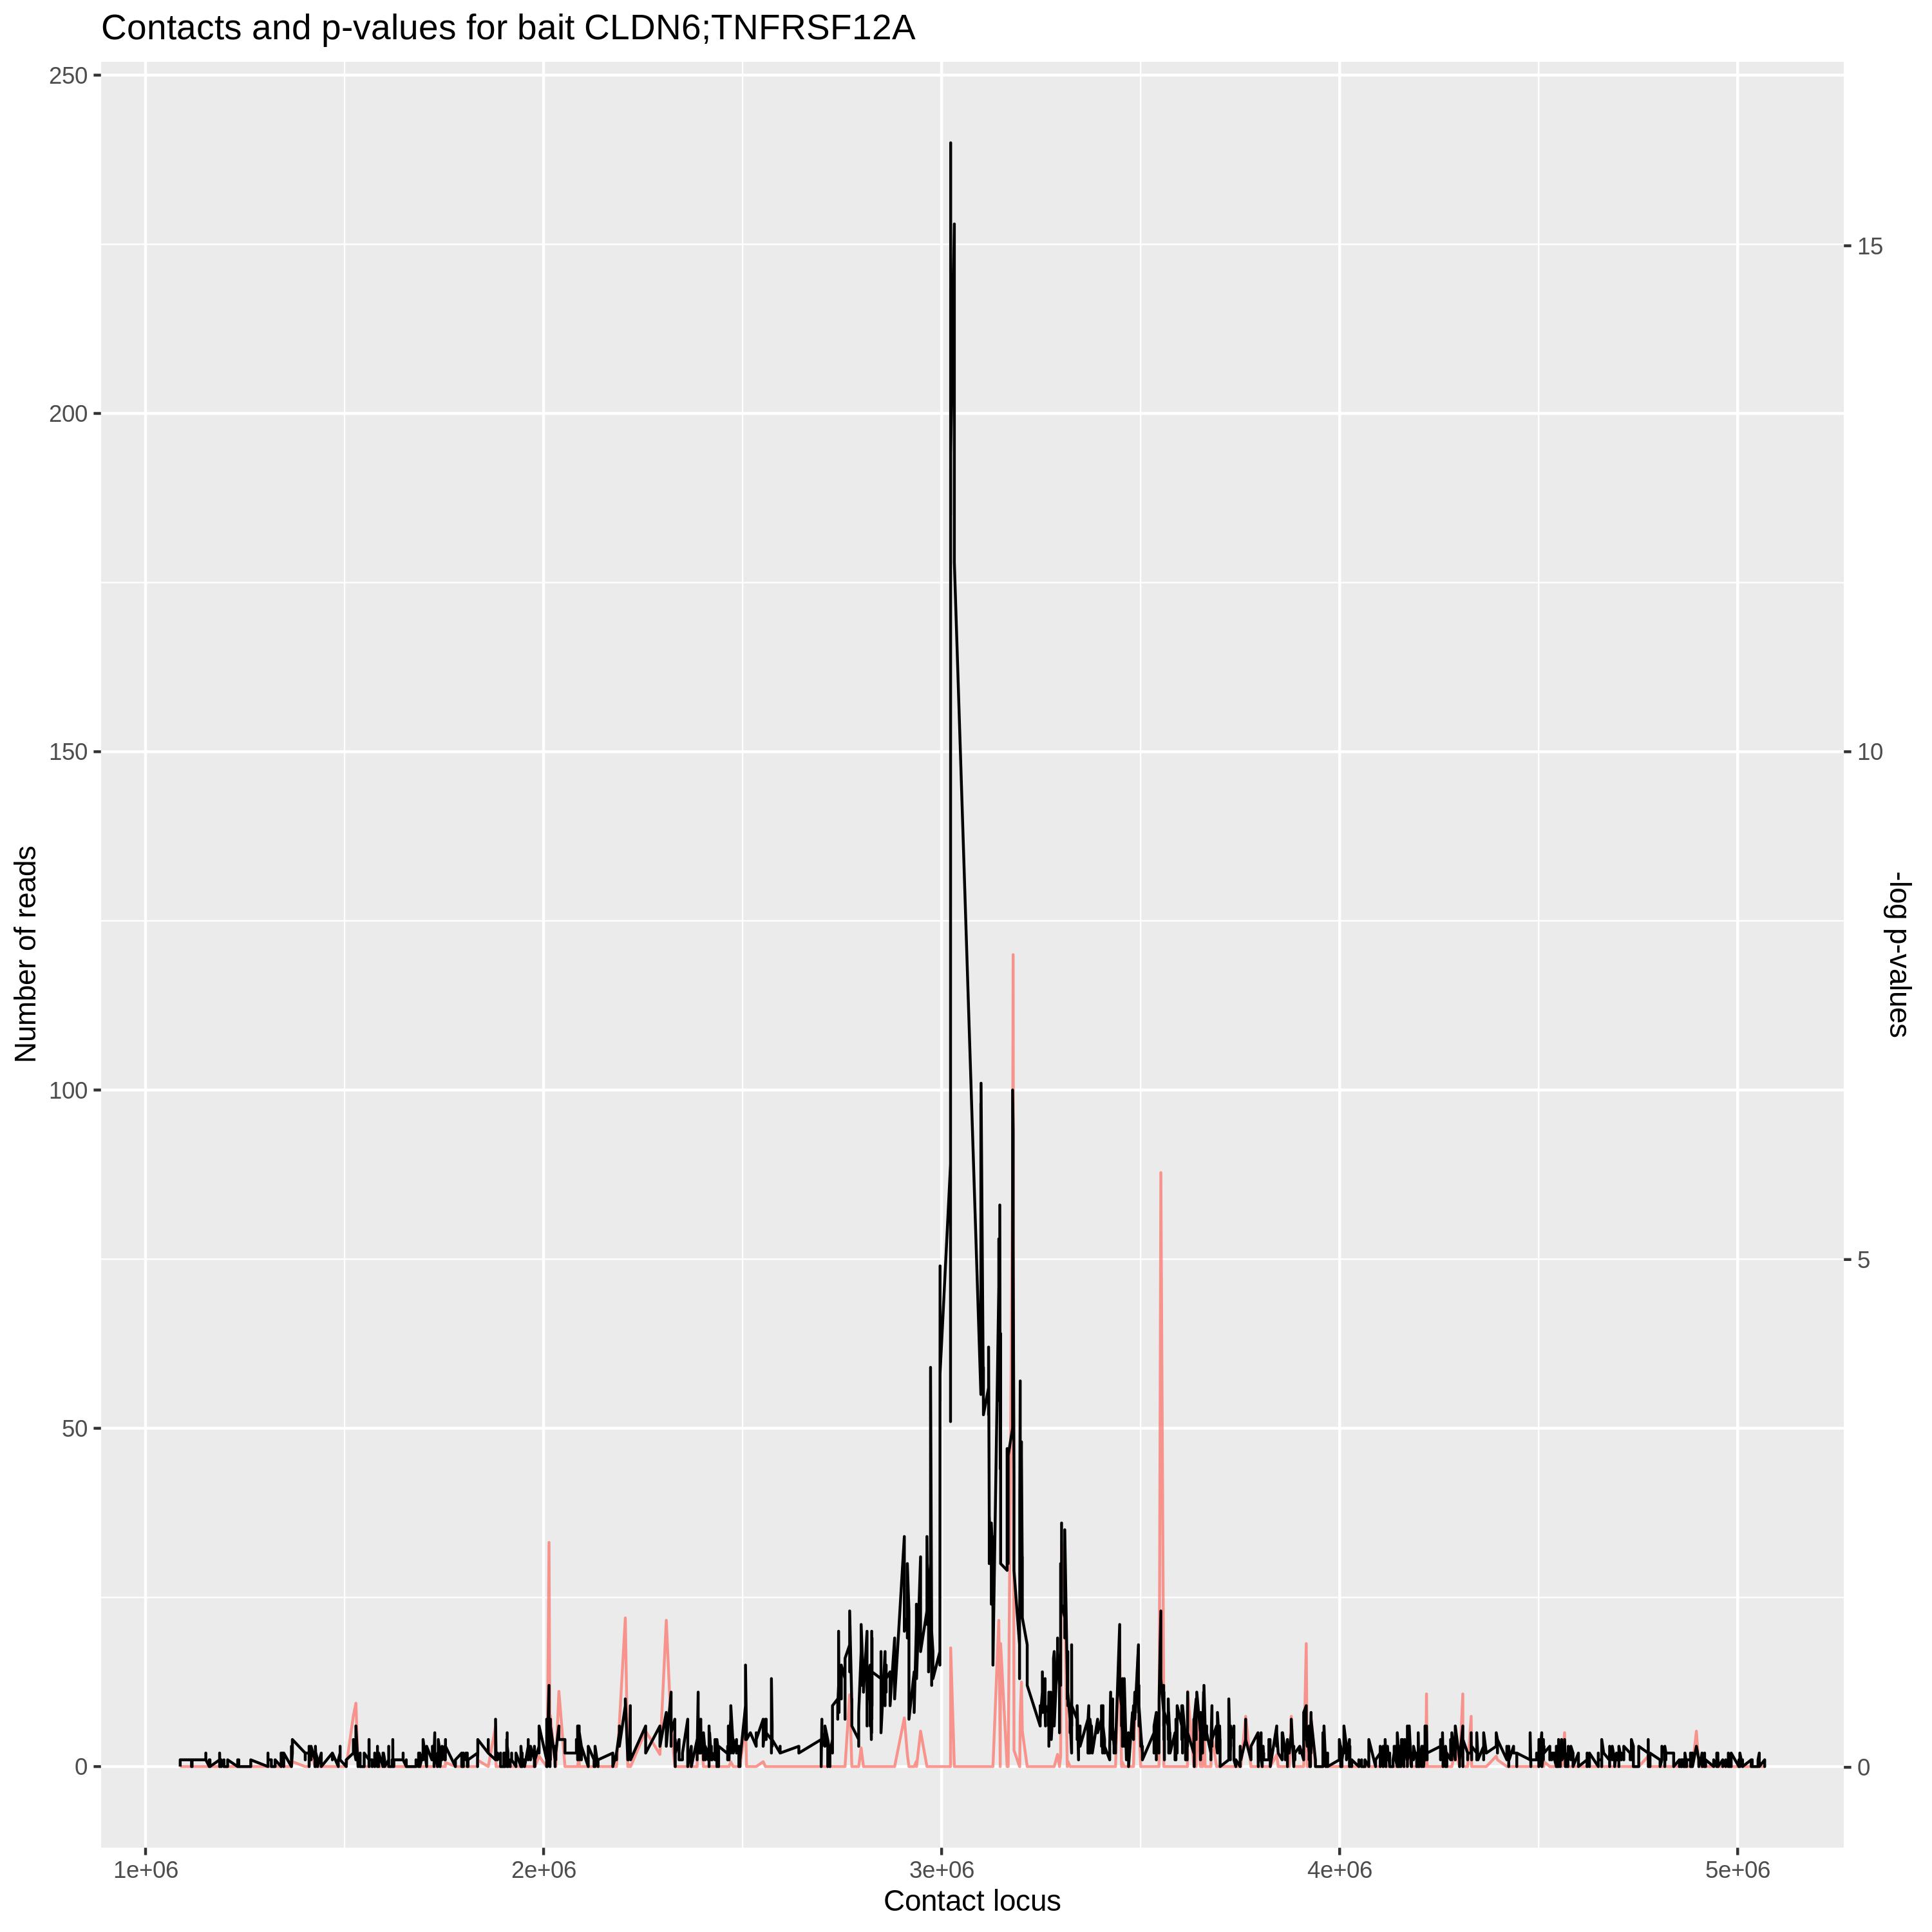 Contacts and p-values for bait CLDN6;TNFRSF12A
250
200
150
100
50
0
15
10
5
0
Number of reads
-log p-values
1e+06 2e+06 3e+06 4e+06 5e+06
Contact locus